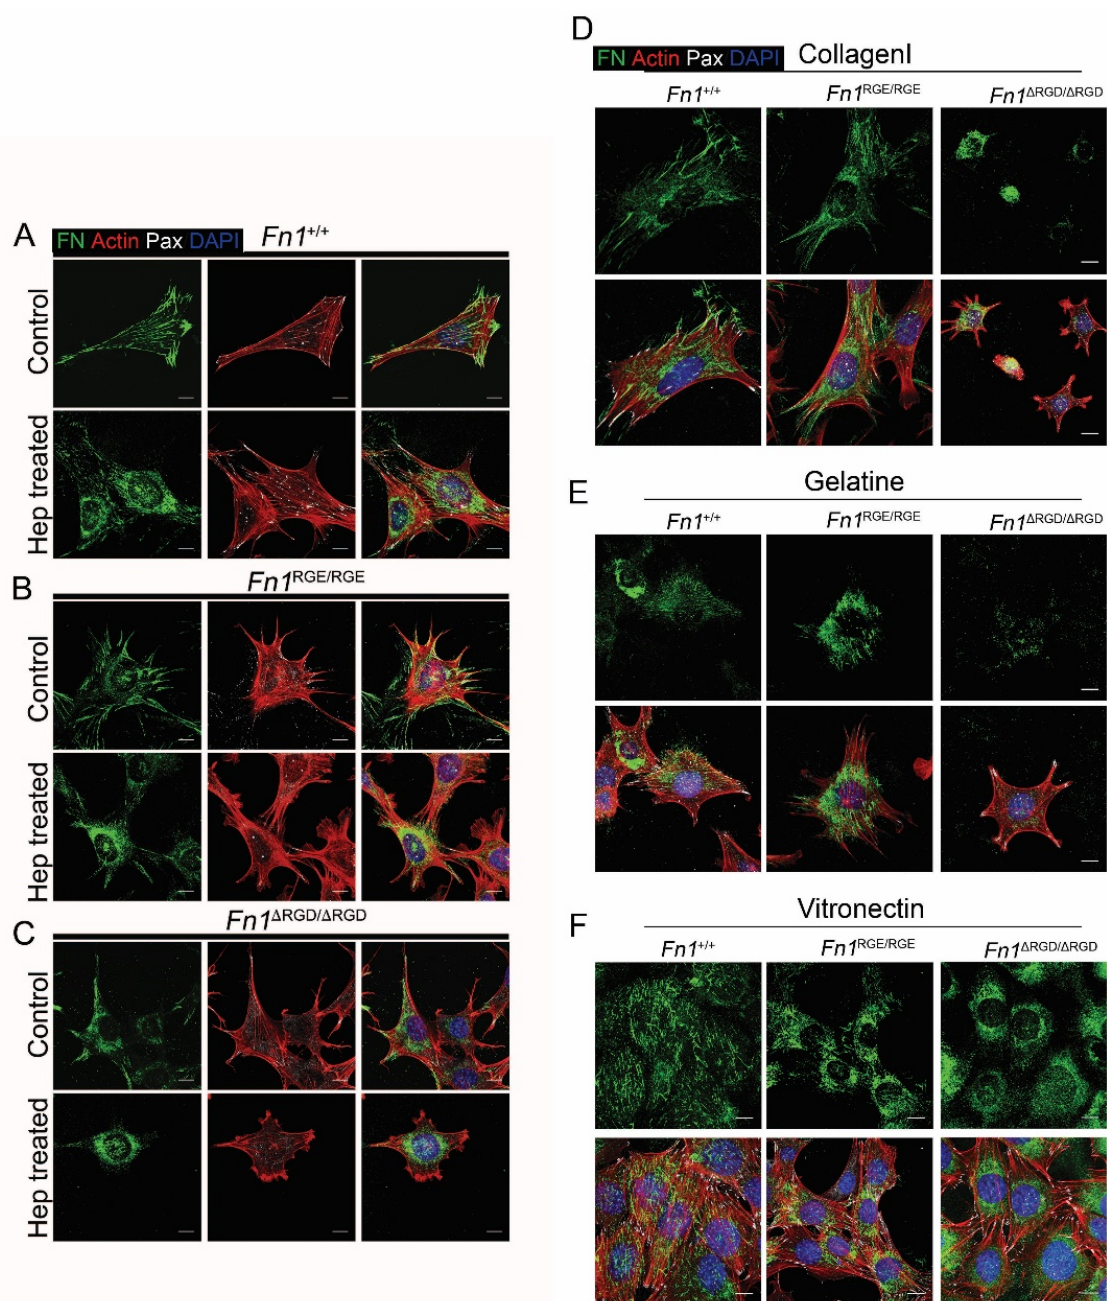 A
FN Actin Pax DAPI Fn1+/+
Control
Hep treated
B
Fn1RGE/RGE
Control
Hep treated
C
Fn1ΔRGD/ΔRGD
Control
Hep treated
D
FN Actin Pax DAPI CollagenI
Fn1+/+ Fn1RGE/RGE Fn1ΔRGD/ΔRGD
E
Gelatine
Fn1+/+ Fn1RGE/RGE Fn1ΔRGD/ΔRGD
F
Vitronectin
Fn1+/+ Fn1RGE/RGE Fn1ΔRGD/ΔRGD